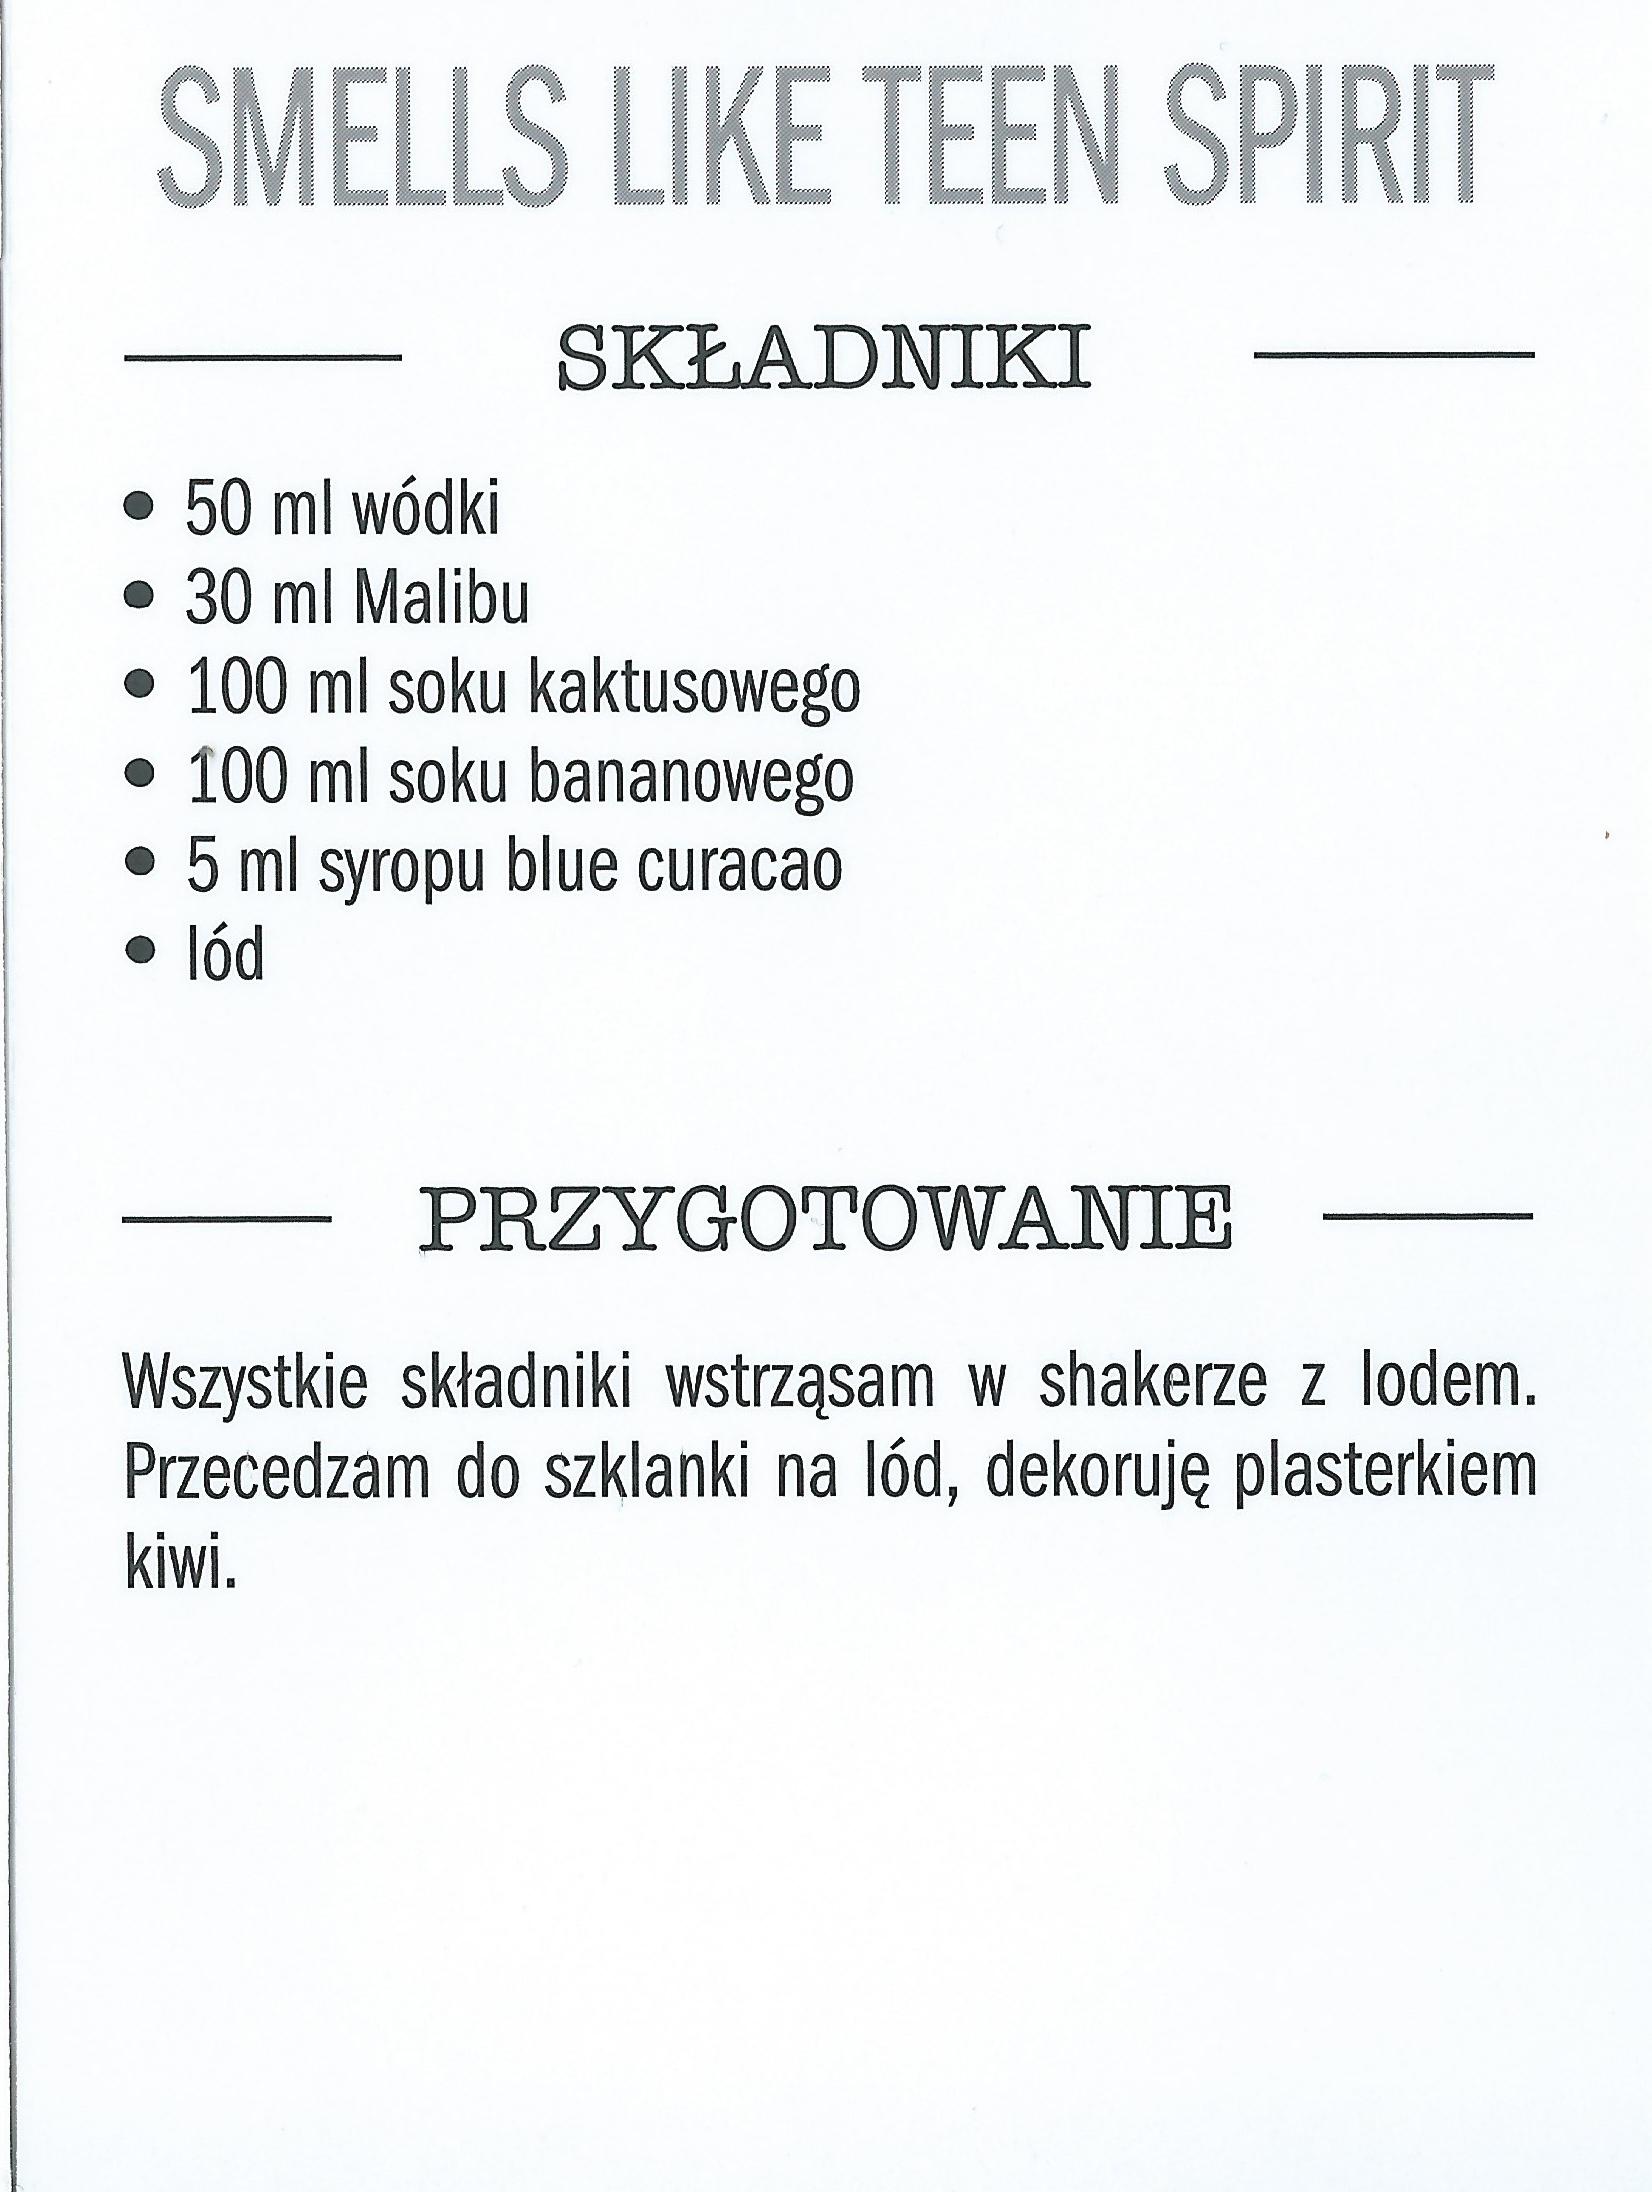 SMELLS LIKE TEEN SPIRIT
SKŁADNIKI
• 50 ml wódki
• 30 ml Malibu
• 100 ml soku kaktusowego
• 100 ml soku bananowego
• 5 ml syropu blue curacao
• lód
PRZYGOTOWANIE
Wszystkie składniki wstrząsam w shakerze z lodem.
Przecedzam do szklanki na lód, dekoruję plasterkiem
kiwi.